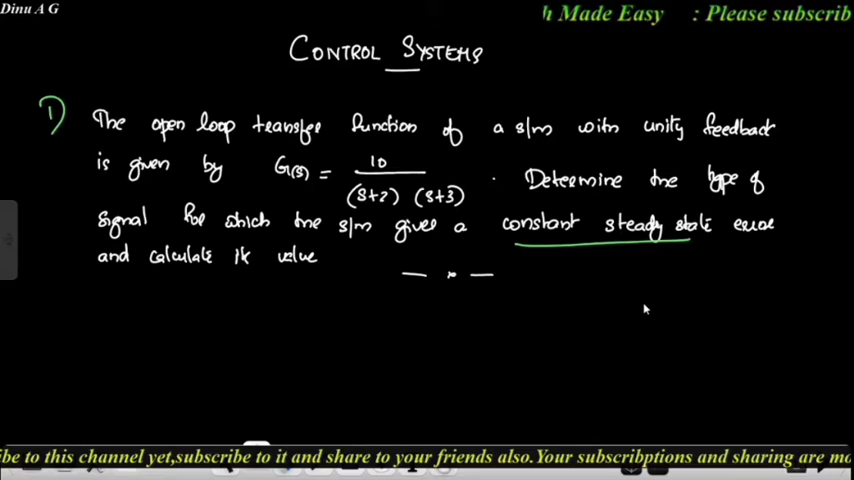 Dinu A G
h Made Easy : Please subscrib
CONTROL SYSTEMS
1) The open loop transfer function of a s/m with unity feedback
is given by G(s) = 10 / (s+2) (s+3) . Determine the type of
signal for which the s/m gives a constant steady state error
and calculate its value
be to this channel yet,subscribe to it and share to your friends also.Your subscribptions and sharing are mo